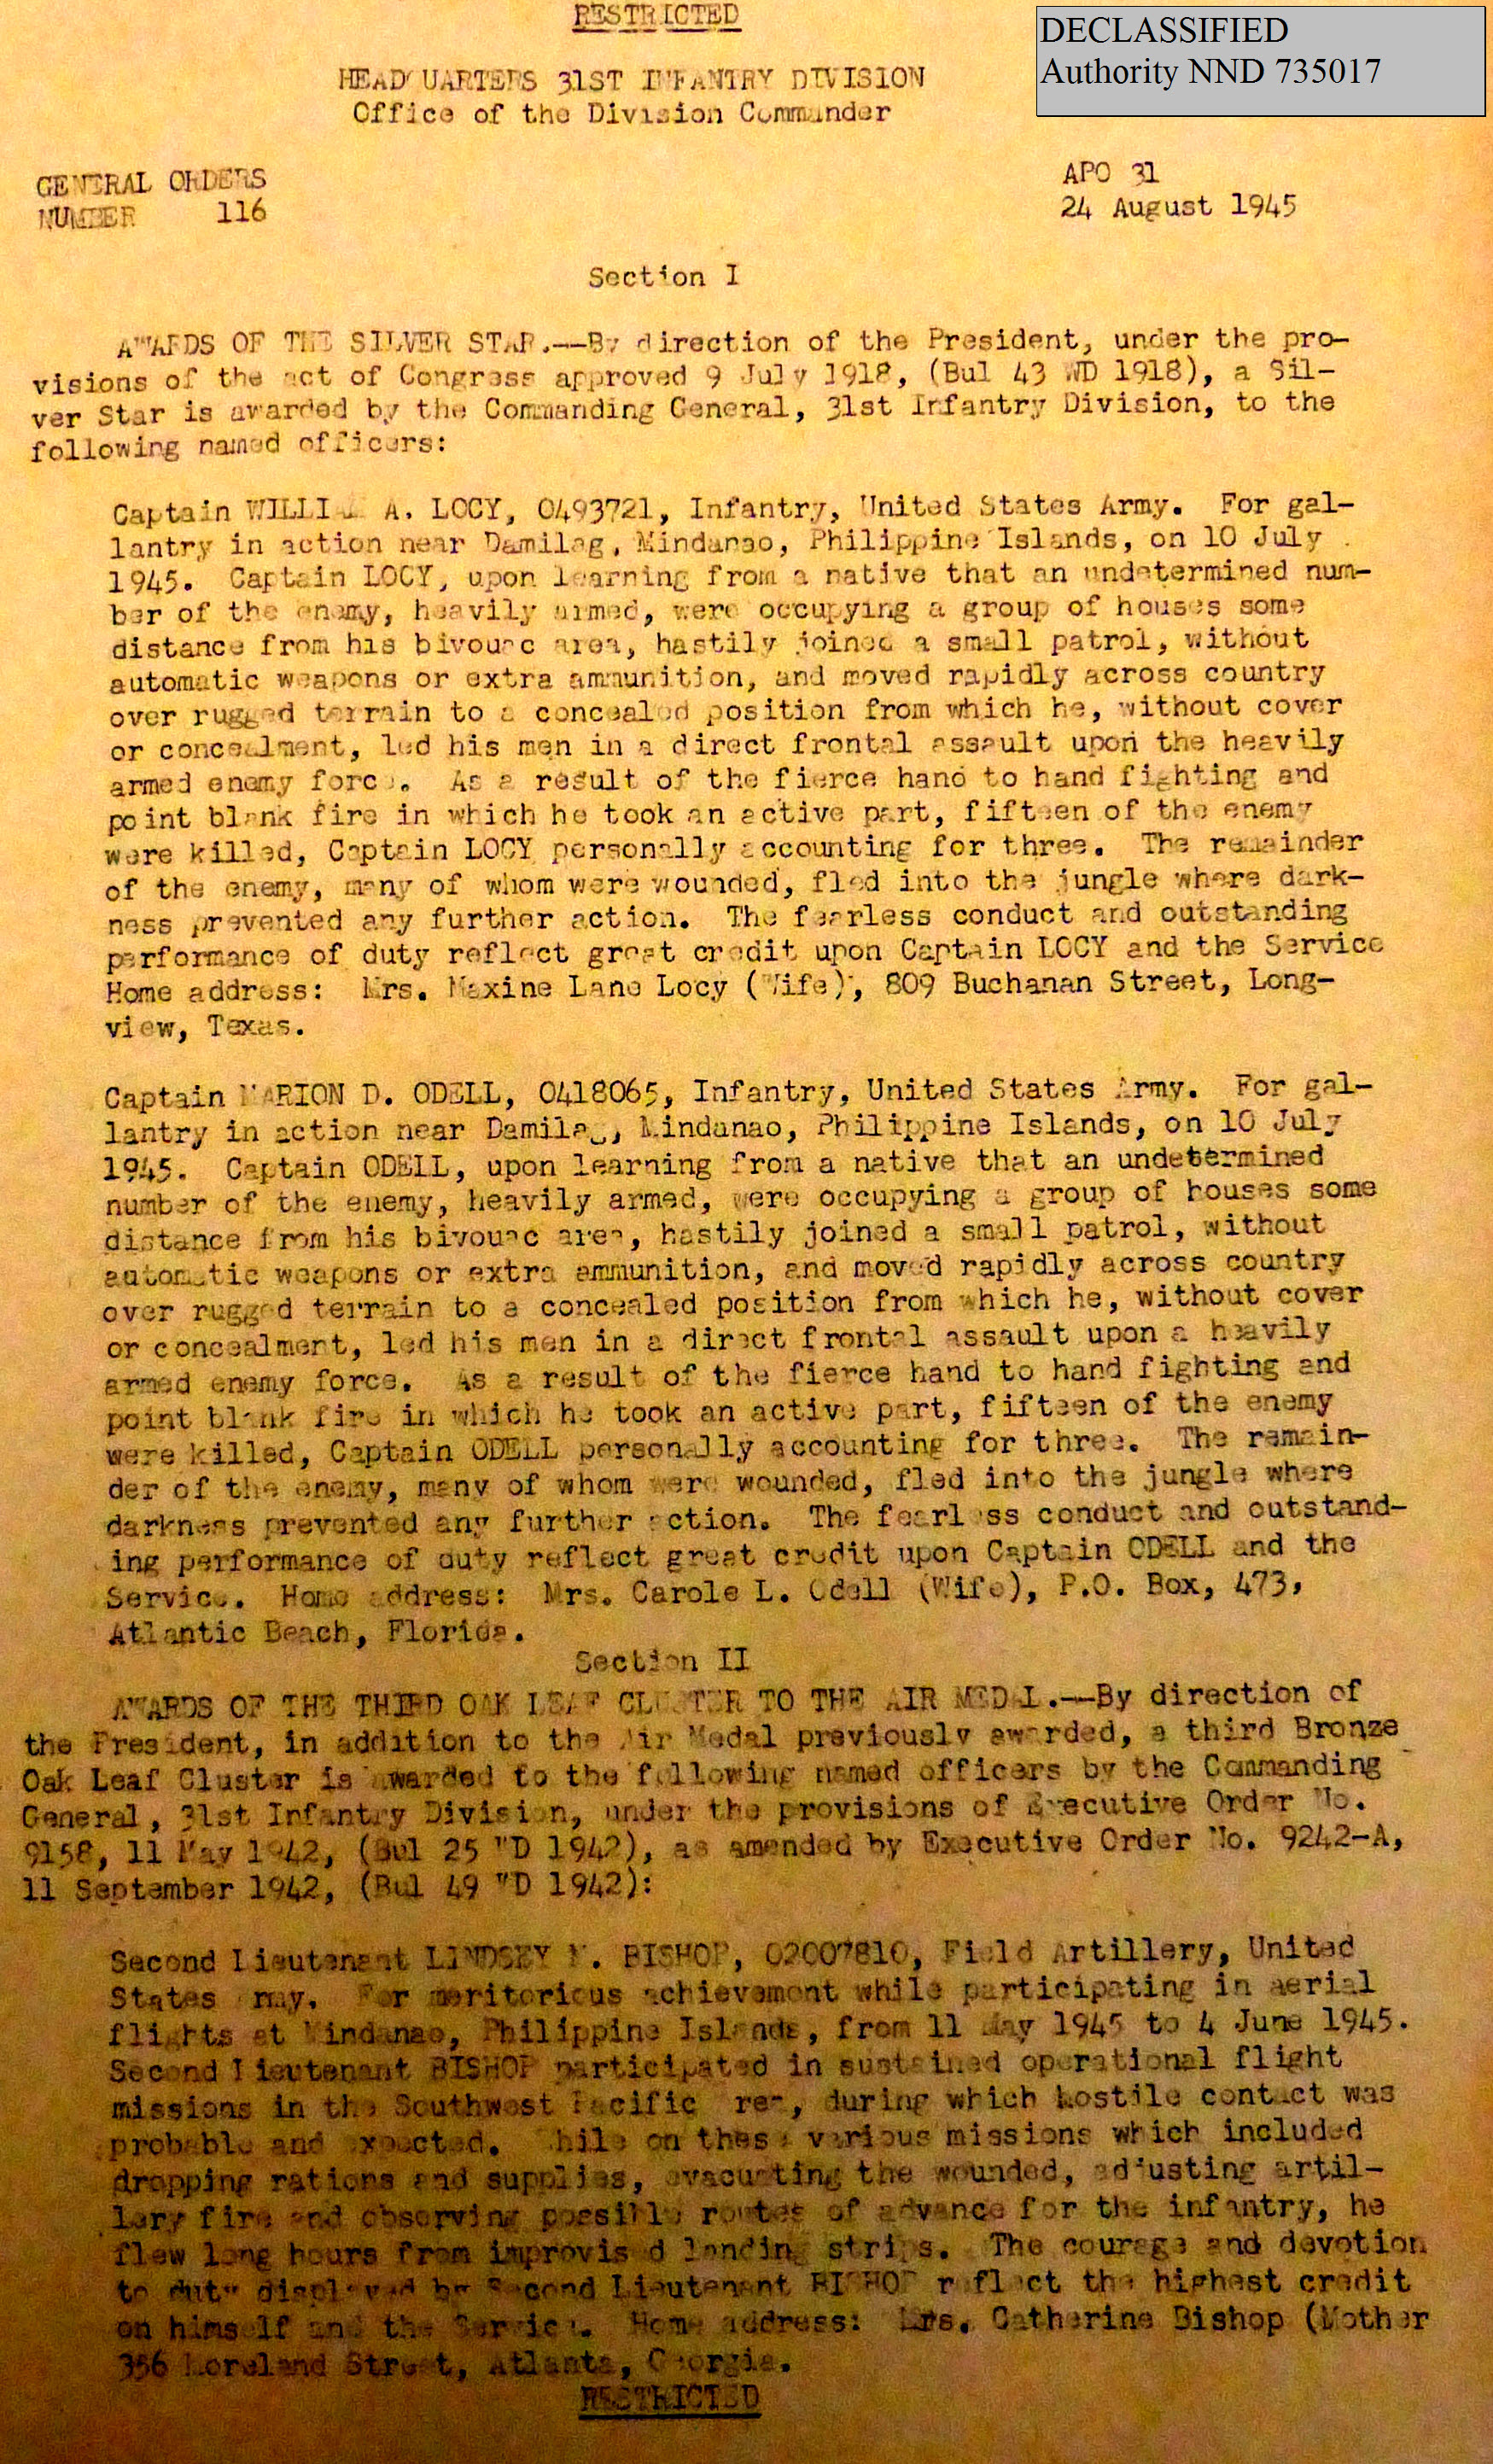 RESTRICTED
DECLASSIFIED
Authority NND 735017
HEADQUARTERS 31ST INFANTRY DIVISION
Office of the Division Commander
GENERAL ORDERS
NUMBER 116
APO 31
24 August 1945
Section I
AWARDS OF THE SILVER STAR.--By direction of the President, under the pro-
visions of the act of Congress approved 9 July 1918, (Bul 43 WD 1918), a Sil-
ver Star is awarded by the Commanding General, 31st Infantry Division, to the
following named officers:
Captain A. LOCY, 0493721, Infantry, United States Army. For gal-
lantry in action near Damilag, Mindanao, Philippine Islands, on 10 July
1945. Captain LOCY, upon learning from a native that an undetermined num-
ber of the enemy, heavily armed, were occupying a group of houses some
distance from his bivouac area, hastily joined a small patrol, without
automatic weapons or extra ammunition, and moved rapidly across country
over rugged terrain to a concealed position from which he, without cover
or concealment, led his men in a direct frontal assault upon the heavily
armed enemy force. As a result of the fierce hand to hand fighting and
point blank fire in which he took an active part, fifteen of the enemy
were killed, Captain LOCY personally accounting for three. The remainder
of the enemy, many of whom were wounded, fled into the jungle where dark-
ness prevented any further action. The fearless conduct and outstanding
performance of duty reflect great credit upon Captain LOCY and the Service
Home address: Mrs. Maxine Lane Locy (Wife), 809 Buchanan Street, Long-
view, Texas.
Captain MARION D. ODELL, 0418065, Infantry, United States Army. For gal-
lantry in action near Damilag, Mindanao, Philippine Islands, on 10 July
1945. Captain ODELL, upon learning from a native that an undetermined
number of the enemy, heavily armed, were occupying a group of houses some
distance from his bivouac area, hastily joined a small patrol, without
automatic weapons or extra ammunition, and moved rapidly across country
over rugged terrain to a concealed position from which he, without cover
or concealment, led his men in a direct frontal assault upon a heavily
armed enemy force. As a result of the fierce hand to hand fighting and
point blank fire in which he took an active part, fifteen of the enemy
were killed, Captain ODELL personally accounting for three. The remain-
der of the enemy, many of whom were wounded, fled into the jungle where
darkness prevented any further action. The fearless conduct and outstand-
ing performance of duty reflect great credit upon Captain ODELL and the
Service. Home address: Mrs. Carole L. Odell (Wife), P.O. Box, 473,
Atlantic Beach, Florida.
Section II
AWARDS OF THE THIRD OAK LEAF CLUSTER TO THE AIR MEDAL.--By direction of
the President, in addition to the Air Medal previously awarded, a third Bronze
Oak Leaf Cluster is awarded to the following named officers by the Commanding
General, 31st Infantry Division, under the provisions of Executive Order No.
9158, 11 May 1942, (Bul 25 WD 1942), as amended by Executive Order No. 9242-A,
11 September 1942, (Bul 49 WD 1942):
Second Lieutenant LINDSEY BISHOP, 02007810, Field Artillery, United
States Army. For meritorious achievement while participating in aerial
flights at Mindanao, Philippine Islands, from 11 May 1945 to 4 June 1945.
Second Lieutenant BISHOP participated in sustained operational flight
missions in the Southwest Pacific Area, during which hostile contact was
probable and expected. While on these various missions which included
dropping rations and supplies, evacuating the wounded, adjusting artil-
lery fire and observing possible routes of advance for the infantry, he
flew long hours from improvised landing strips. The courage and devotion
to duty displayed by Second Lieutenant BISHOP reflect the highest credit
on himself and the Service. Home address: Mrs. Catherine Bishop (Mother
356 Moreland Street, Atlanta, Georgia.
RESTRICTED